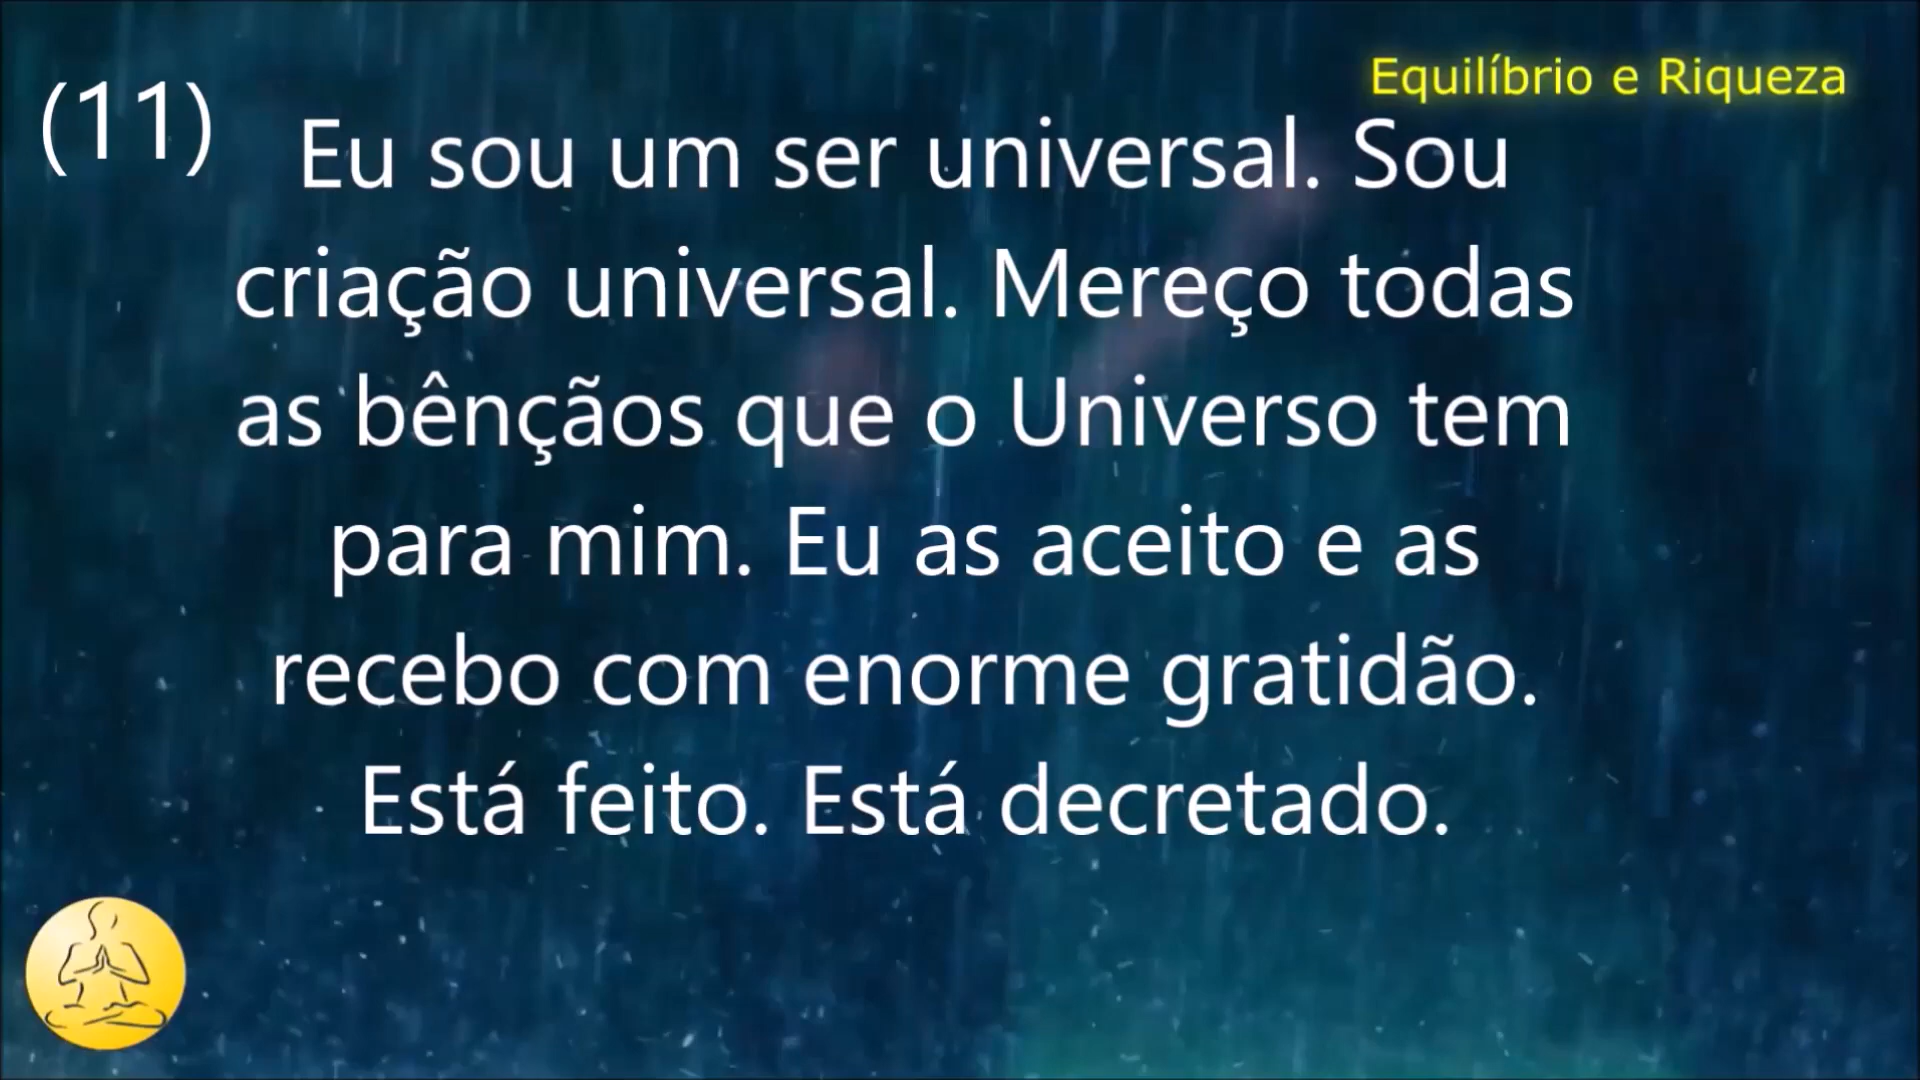 Equilíbrio e Riqueza
(11)
Eu sou um ser universal. Sou
criação universal. Mereço todas
as bênçãos que o Universo tem
para mim. Eu as aceito e as
recebo com enorme gratidão.
Está feito. Está decretado.